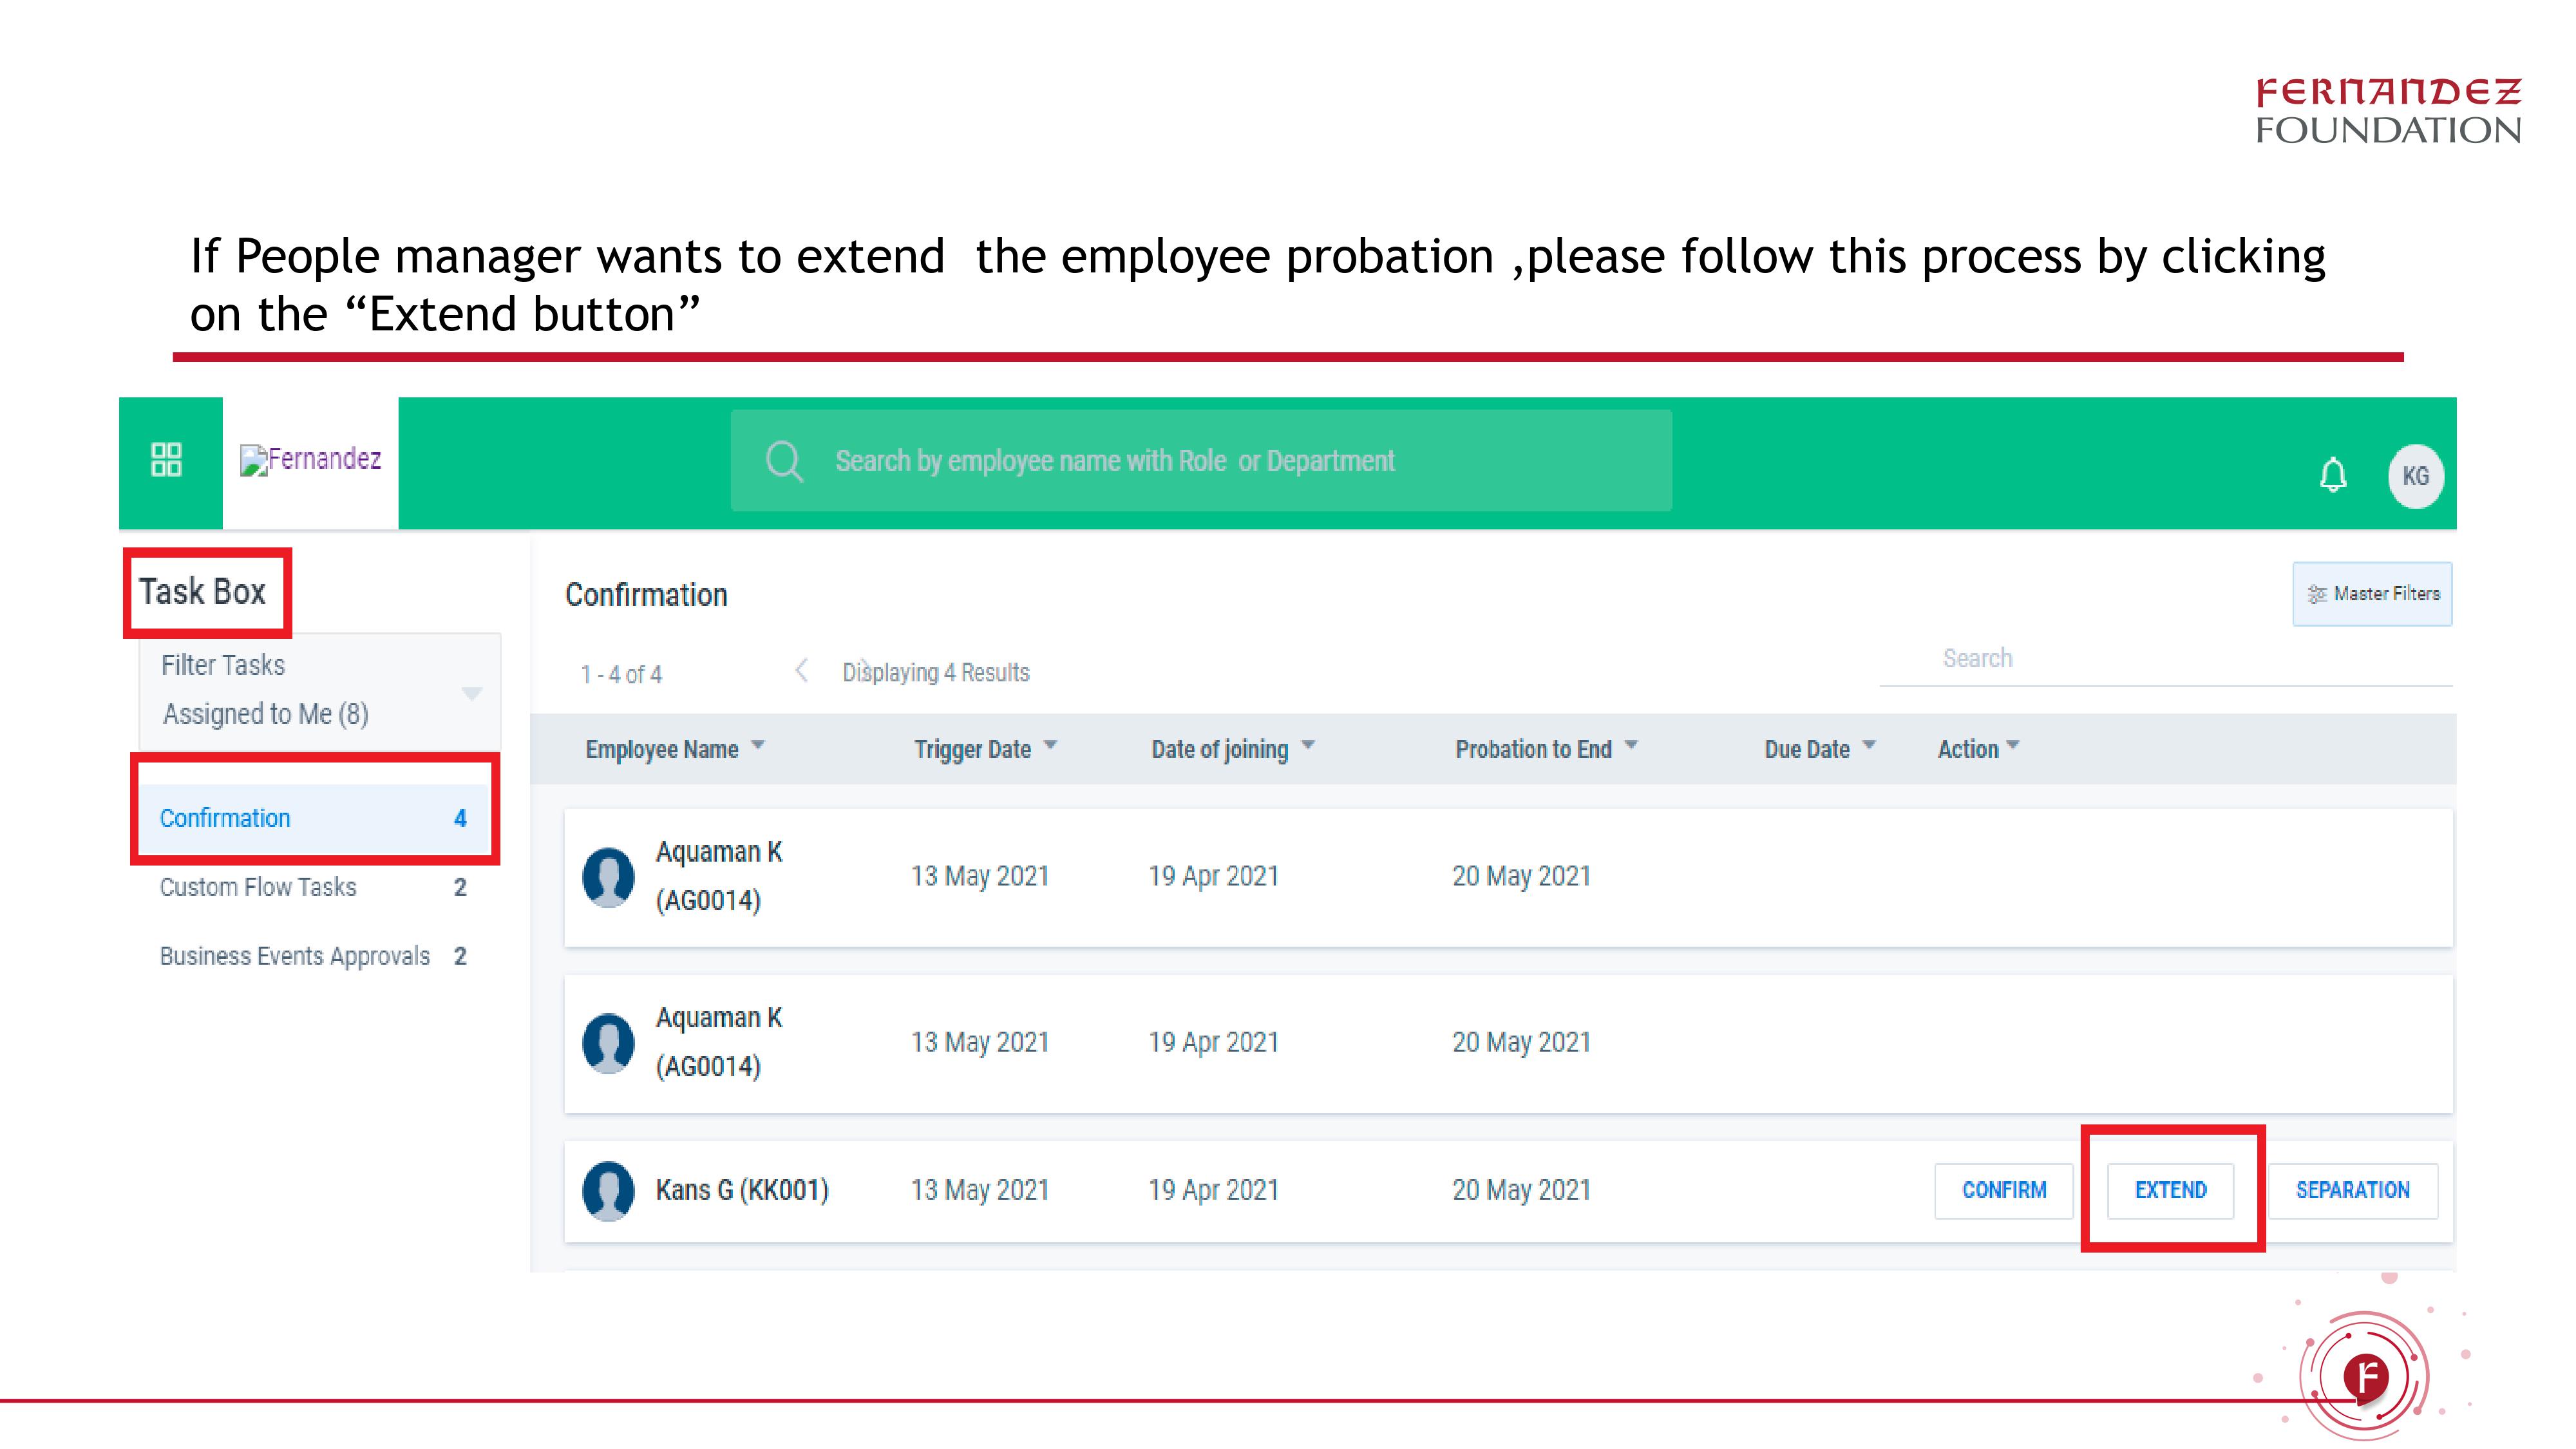 FERNANDEZ
FOUNDATION
If People manager wants to extend  the employee probation ,please follow this process by clicking
on the “Extend button”
Fernandez
Search by employee name with Role or Department
KG
Task Box
Filter Tasks
Assigned to Me (8)
Confirmation 4
Custom Flow Tasks 2
Business Events Approvals 2
Confirmation
Master Filters
1 - 4 of 4
Displaying 4 Results
Search
Employee Name Trigger Date Date of joining Probation to End Due Date Action
Aquaman K
(AG0014)
13 May 2021 19 Apr 2021 20 May 2021
Aquaman K
(AG0014)
13 May 2021 19 Apr 2021 20 May 2021
Kans G (KK001) 13 May 2021 19 Apr 2021 20 May 2021 CONFIRM EXTEND SEPARATION
F